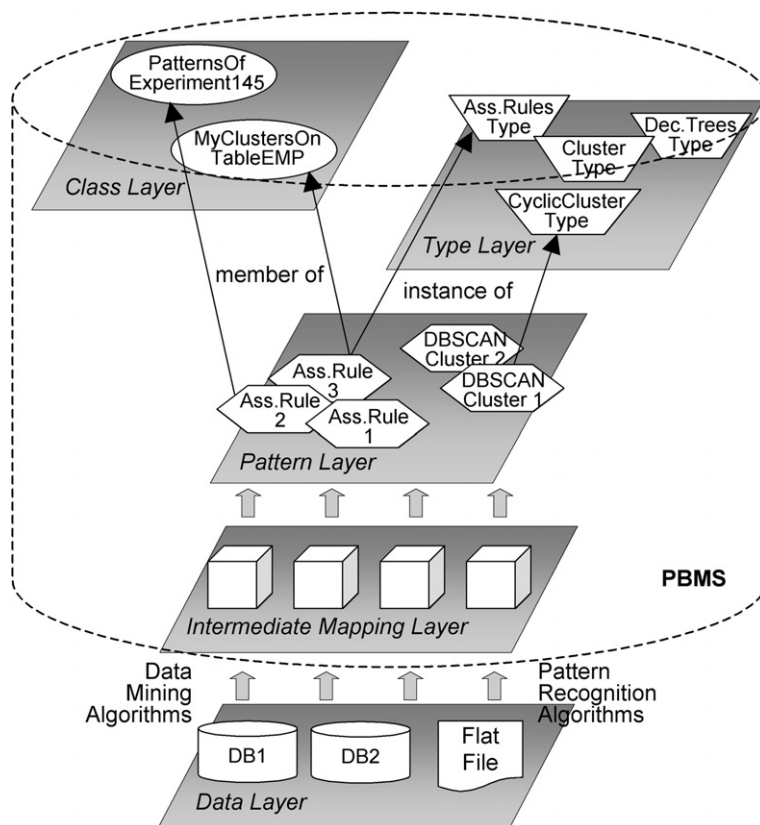 PatternsOf
Experiment145
MyClustersOn
TableEMP
Class Layer
Ass.Rules
Type
Cluster
Type
Dec.Trees
Type
CyclicCluster
Type
Type Layer
member of
instance of
DBSCAN
Cluster 2
DBSCAN
Cluster 1
Ass.Rule
3
Ass.Rule
2
Ass.Rule
1
Pattern Layer
PBMS
Intermediate Mapping Layer
Data
Mining
Algorithms
Pattern
Recognition
Algorithms
DB1
DB2
Flat
File
Data Layer